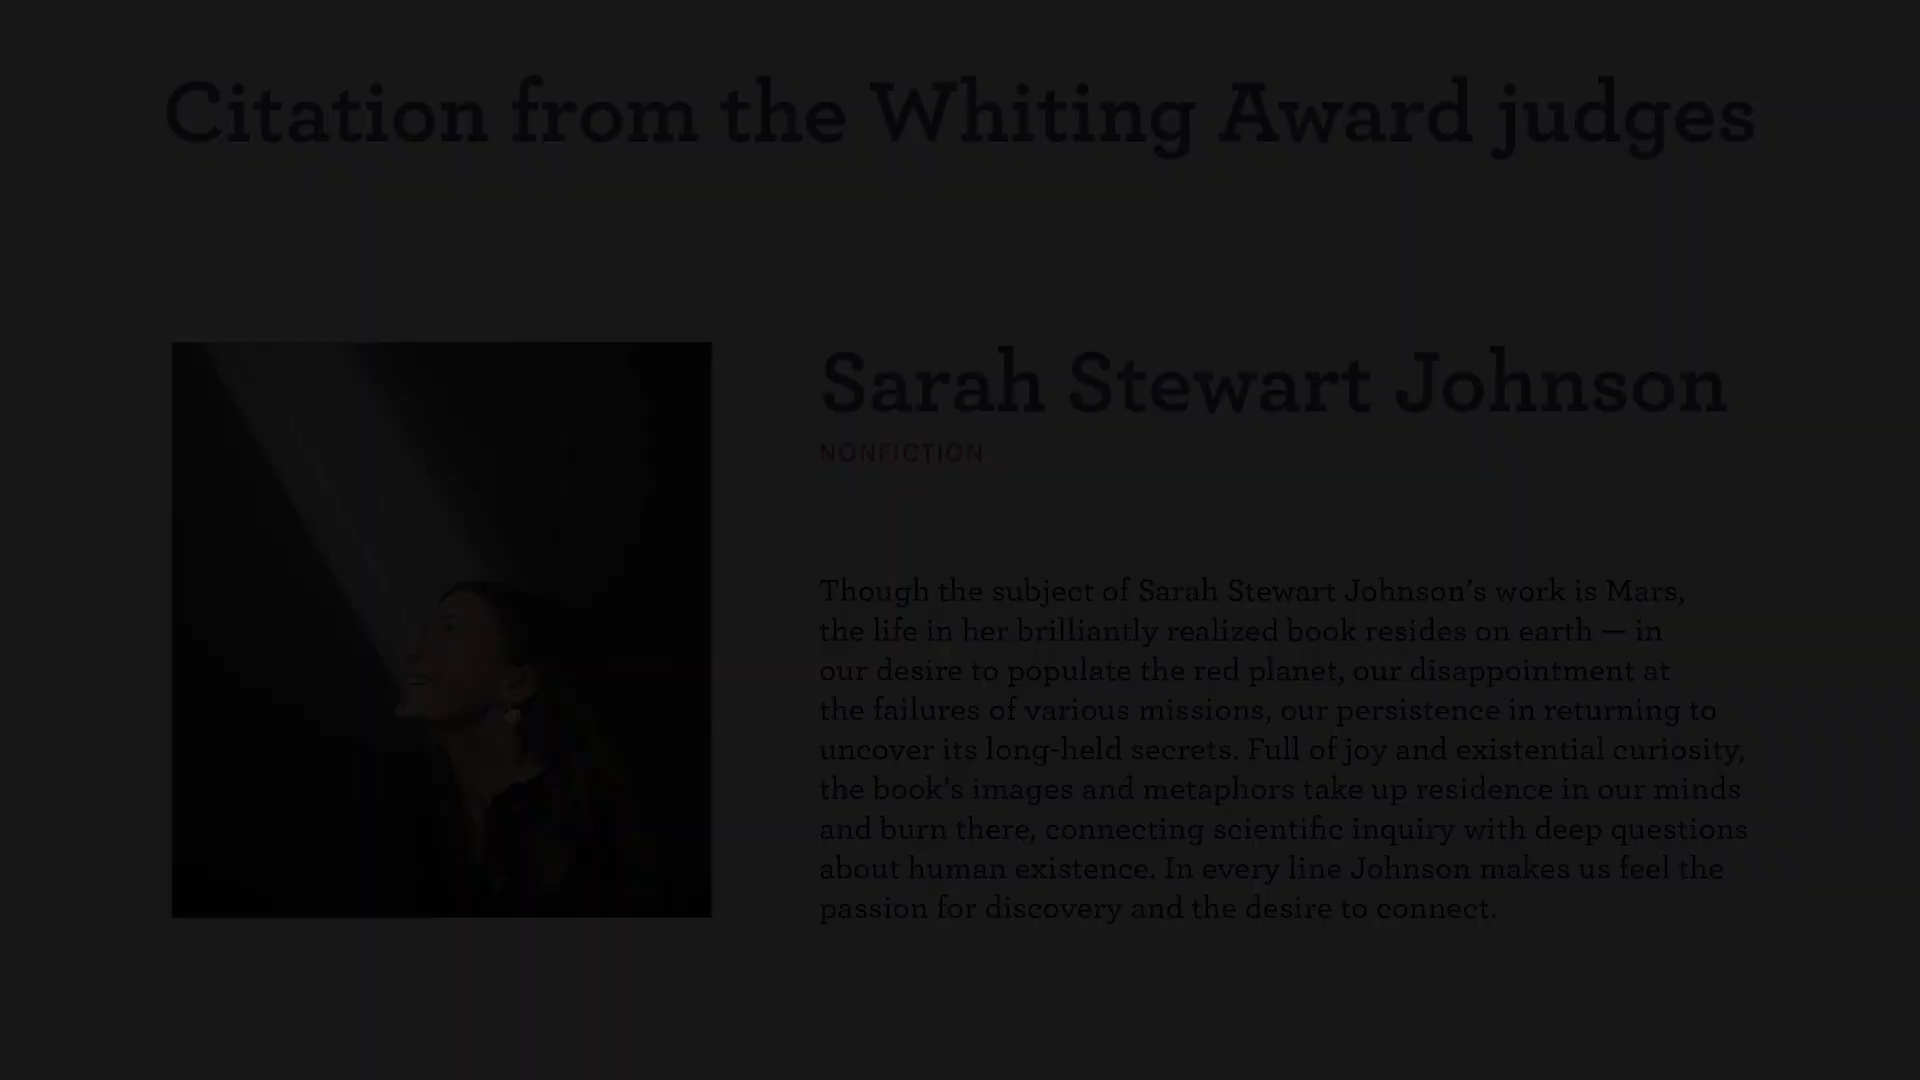 Citation from the Whiting Award judges
Sarah Stewart Johnson
NONFICTION
Though the subject of Sarah Stewart Johnson’s work is Mars,
the life in her brilliantly realized book resides on earth — in
our desire to populate the red planet, our disappointment at
the failures of various missions, our persistence in returning to
uncover its long-held secrets. Full of joy and existential curiosity,
the book’s images and metaphors take up residence in our minds
and burn there, connecting scientific inquiry with deep questions
about human existence. In every line Johnson makes us feel the
passion for discovery and the desire to connect.